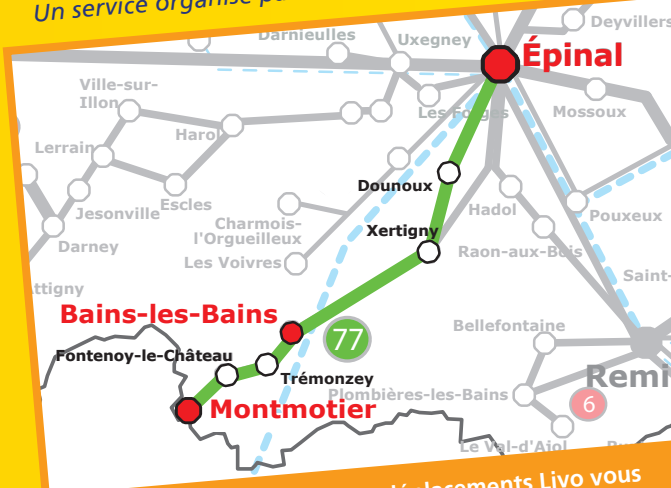 Un service organisé
Deyvillers
Darnieulles
Uxegney
Épinal
Ville-sur-
Illon
Les Forges
Mossoux
Harol
Lerrain
Dounoux
Escles
Jesonville
Hadol
Pouxeux
Charmois-
l'Orgueilleux
Xertigny
Darney
Raon-aux-Bois
Les Voivres
Saint-
ttigny
Bains-les-Bains
Bellefontaine
77
Fontenoy-le-Château
Trémonzey
Remi
Plombières-les-Bains
6
Montmotier
Le Val-d'Ajol
déplacements Livo vous